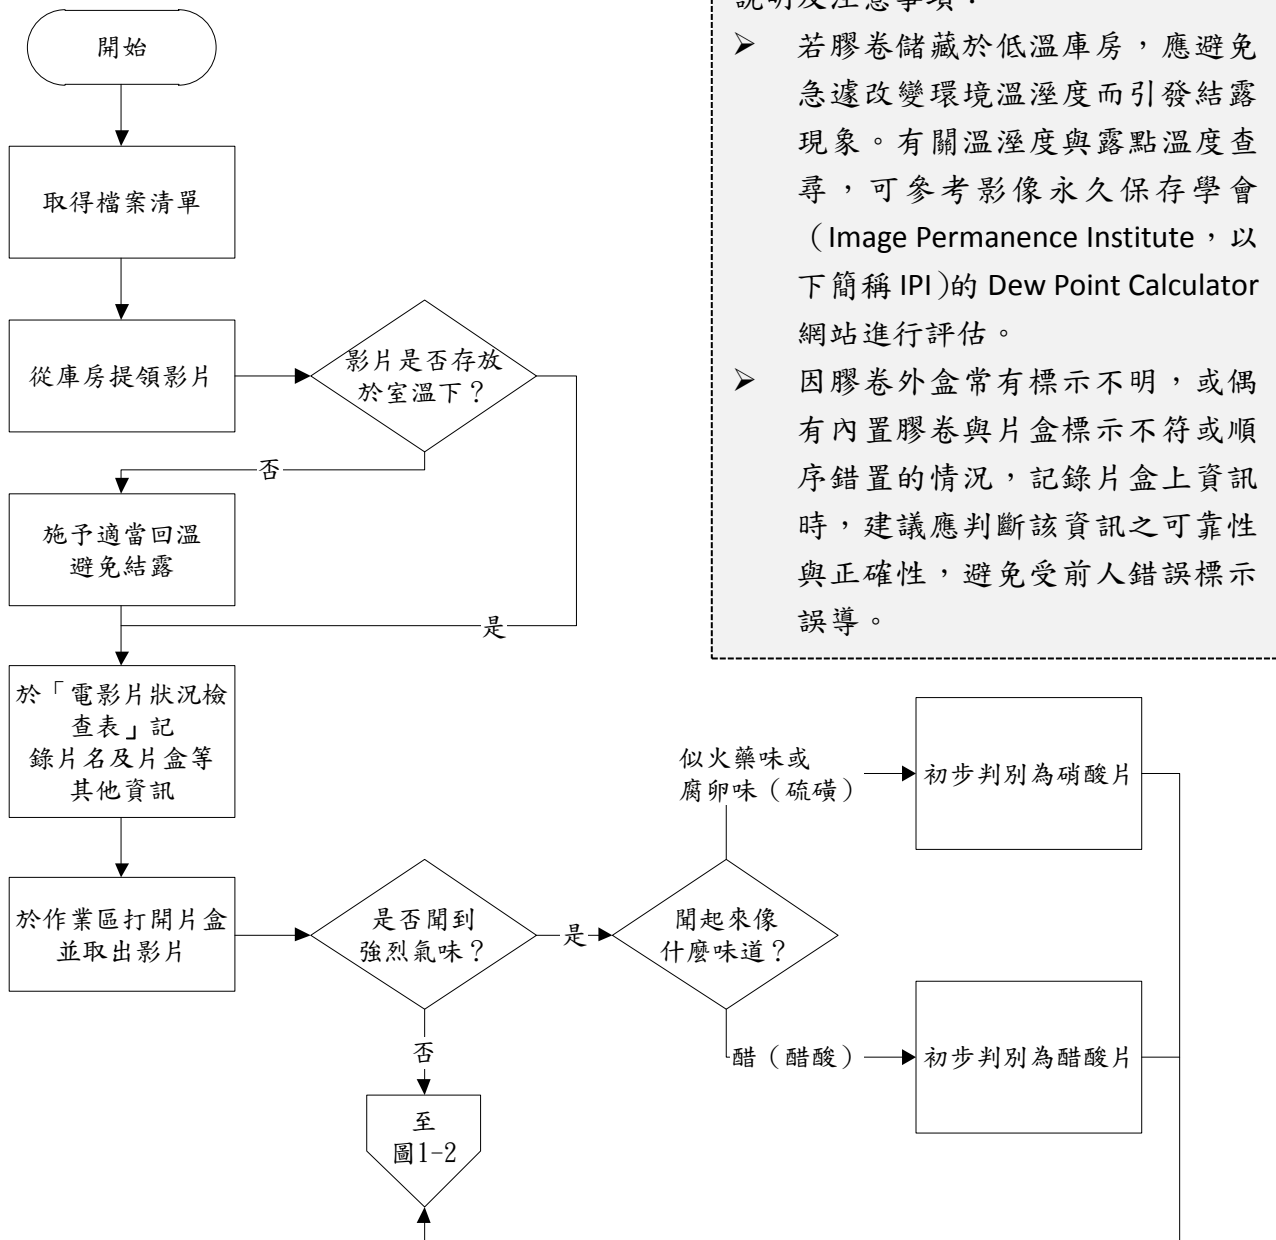 開始
取得檔案清單
從庫房提領影片
影片是否存放
於室溫下？
否
施予適當回溫
避免結露
是
於「電影片狀況檢
查表」記
錄片名及片盒等
其他資訊
於作業區打開片盒
並取出影片
是否聞到
強烈氣味？
是
否
聞起來像
什麼味道？
似火藥味或
腐卵味（硫磺）
初步判別為硝酸片
醋（醋酸）
初步判別為醋酸片
至
圖1-2
說明及注意事項：
➢ 若膠卷儲藏於低溫庫房，應避免
急遽改變環境溫溼度而引發結露
現象。有關溫溼度與露點溫度查
尋，可參考影像永久保存學會
（Image Permanence Institute，以
下簡稱 IPI）的 Dew Point Calculator
網站進行評估。
➢ 因膠卷外盒常有標示不明，或偶
有內置膠卷與片盒標示不符或順
序錯置的情況，記錄片盒上資訊
時，建議應判斷該資訊之可靠性
與正確性，避免受前人錯誤標示
誤導。